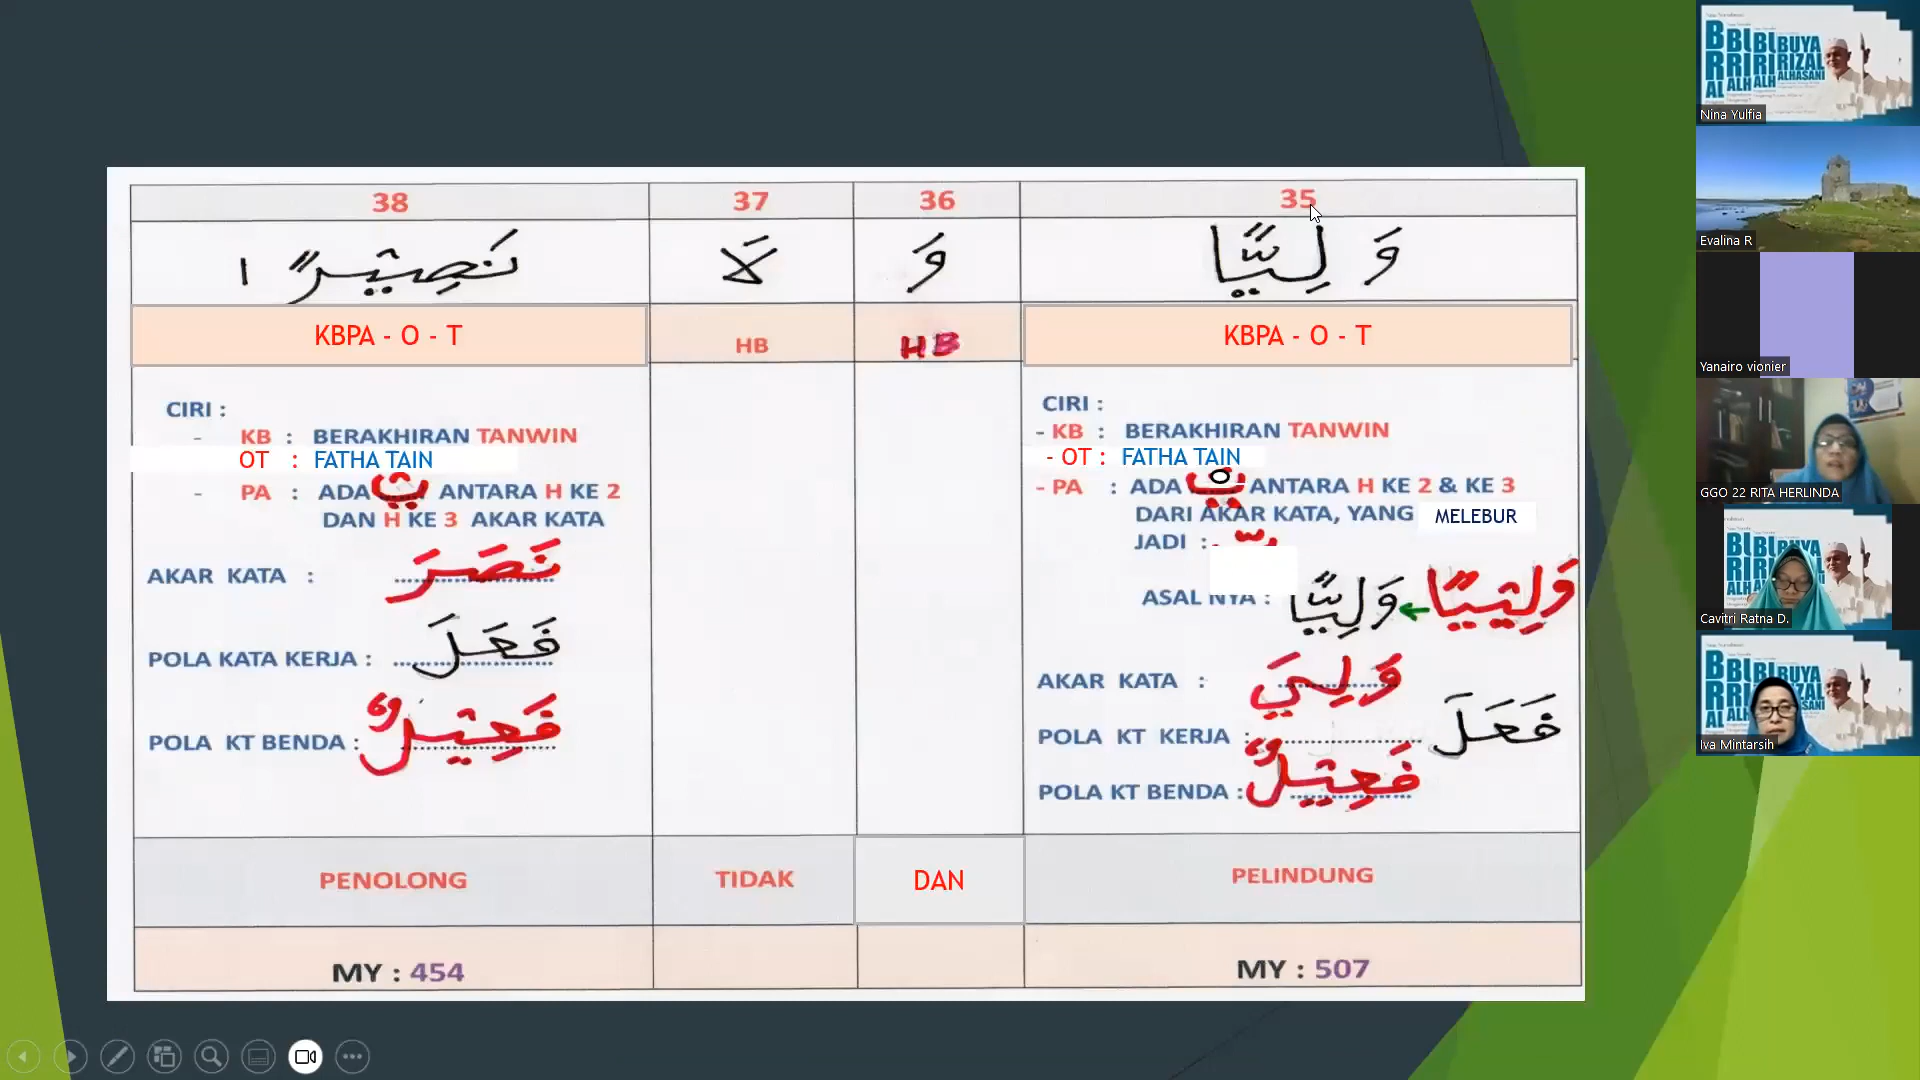 38 37 36 35
نَصِيْرًا لَا وَ وَلِيًّا
KBPA - O - T HB HB KBPA - O - T
CIRI :
- KB : BERAKHIRAN TANWIN
OT : FATHA TAIN
- PA : ADA يْ ANTARA H KE 2
DAN H KE 3 AKAR KATA
AKAR KATA : نَصَرَ
POLA KATA KERJA : فَعَلَ
POLA KT BENDA : فَعِيْلٌ
CIRI :
- KB : BERAKHIRAN TANWIN
- OT : FATHA TAIN
- PA : ADA يْ ANTARA H KE 2 & KE 3
DARI AKAR KATA, YANG MELEBUR
JADI :
ASAL NYA : وَلِيًّا ← وَلِيْيًا
AKAR KATA : وَلِيَ
POLA KT KERJA : فَعَلَ
POLA KT BENDA : فَعِيْلٌ
PENOLONG TIDAK DAN PELINDUNG
MY : 454 MY : 507
BUYA
RIZAL
ALHASANI
Nina Yulfia
Evalina R
Yanairo vionier
GGO 22 RITA HERLINDA
Cavitri Ratna D.
Iva Mintarsih